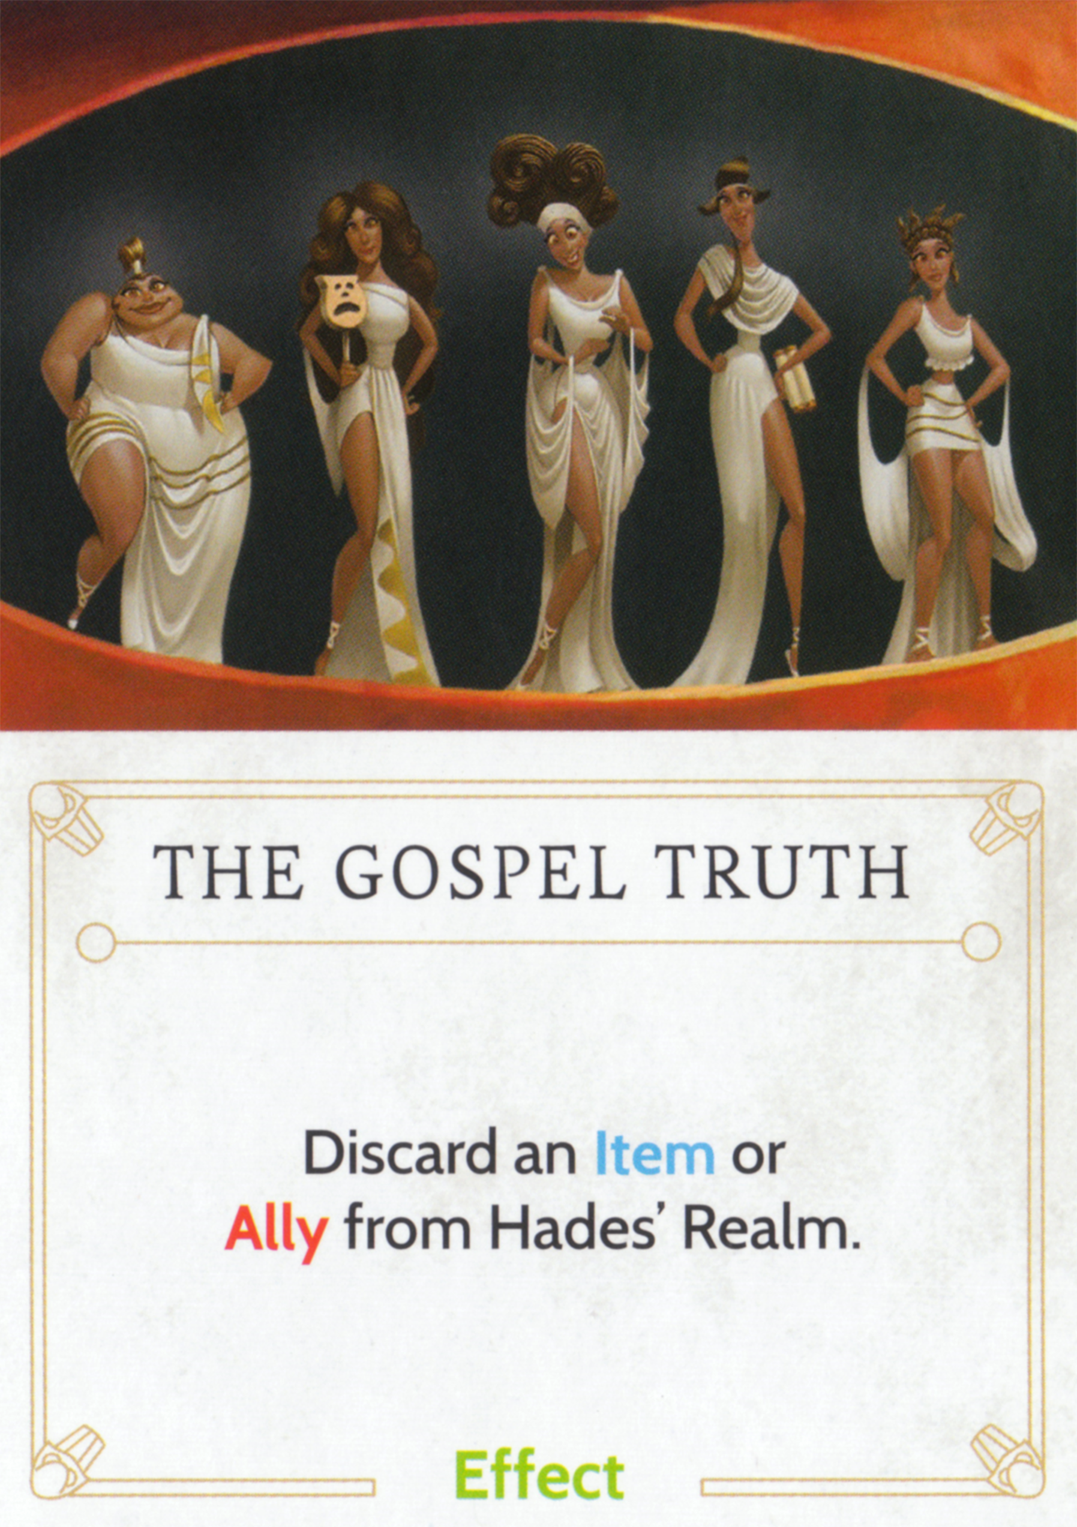 THE GOSPEL TRUTH
Discard an Item or
Ally from Hades’ Realm.
Effect